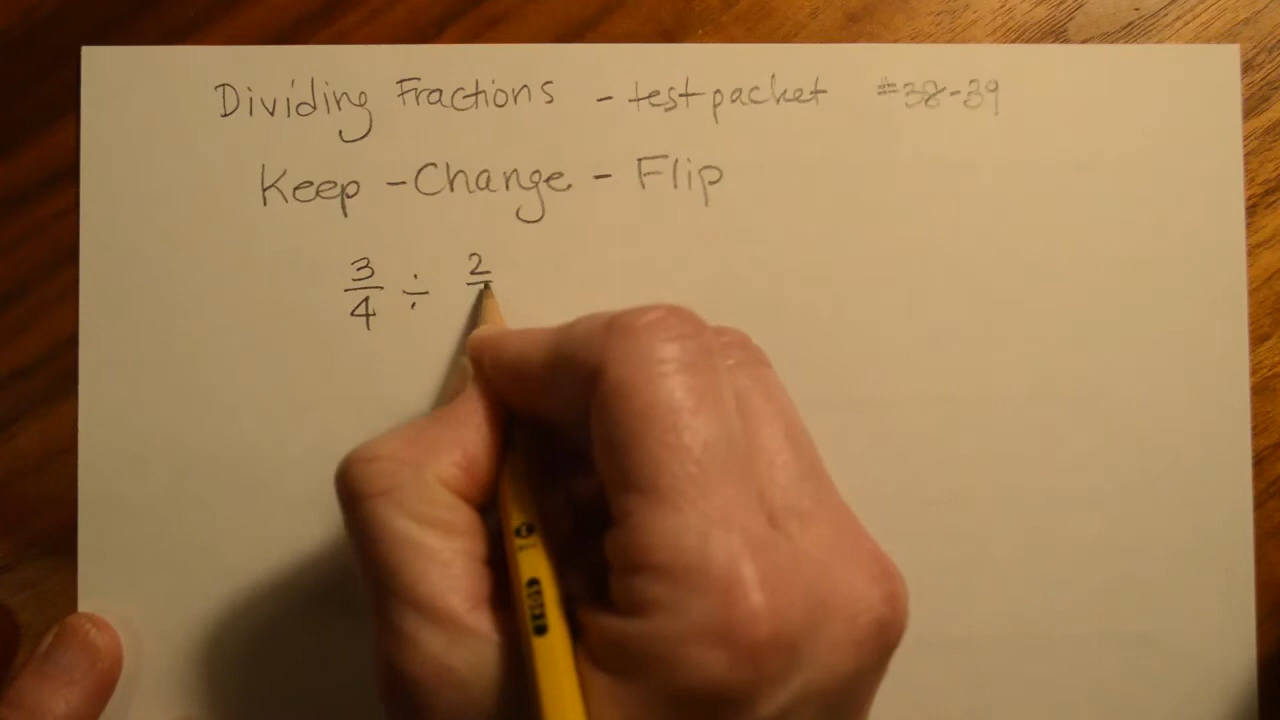 Dividing Fractions - test packet #38-39
Keep - Change - Flip
3/4 ÷ 2/